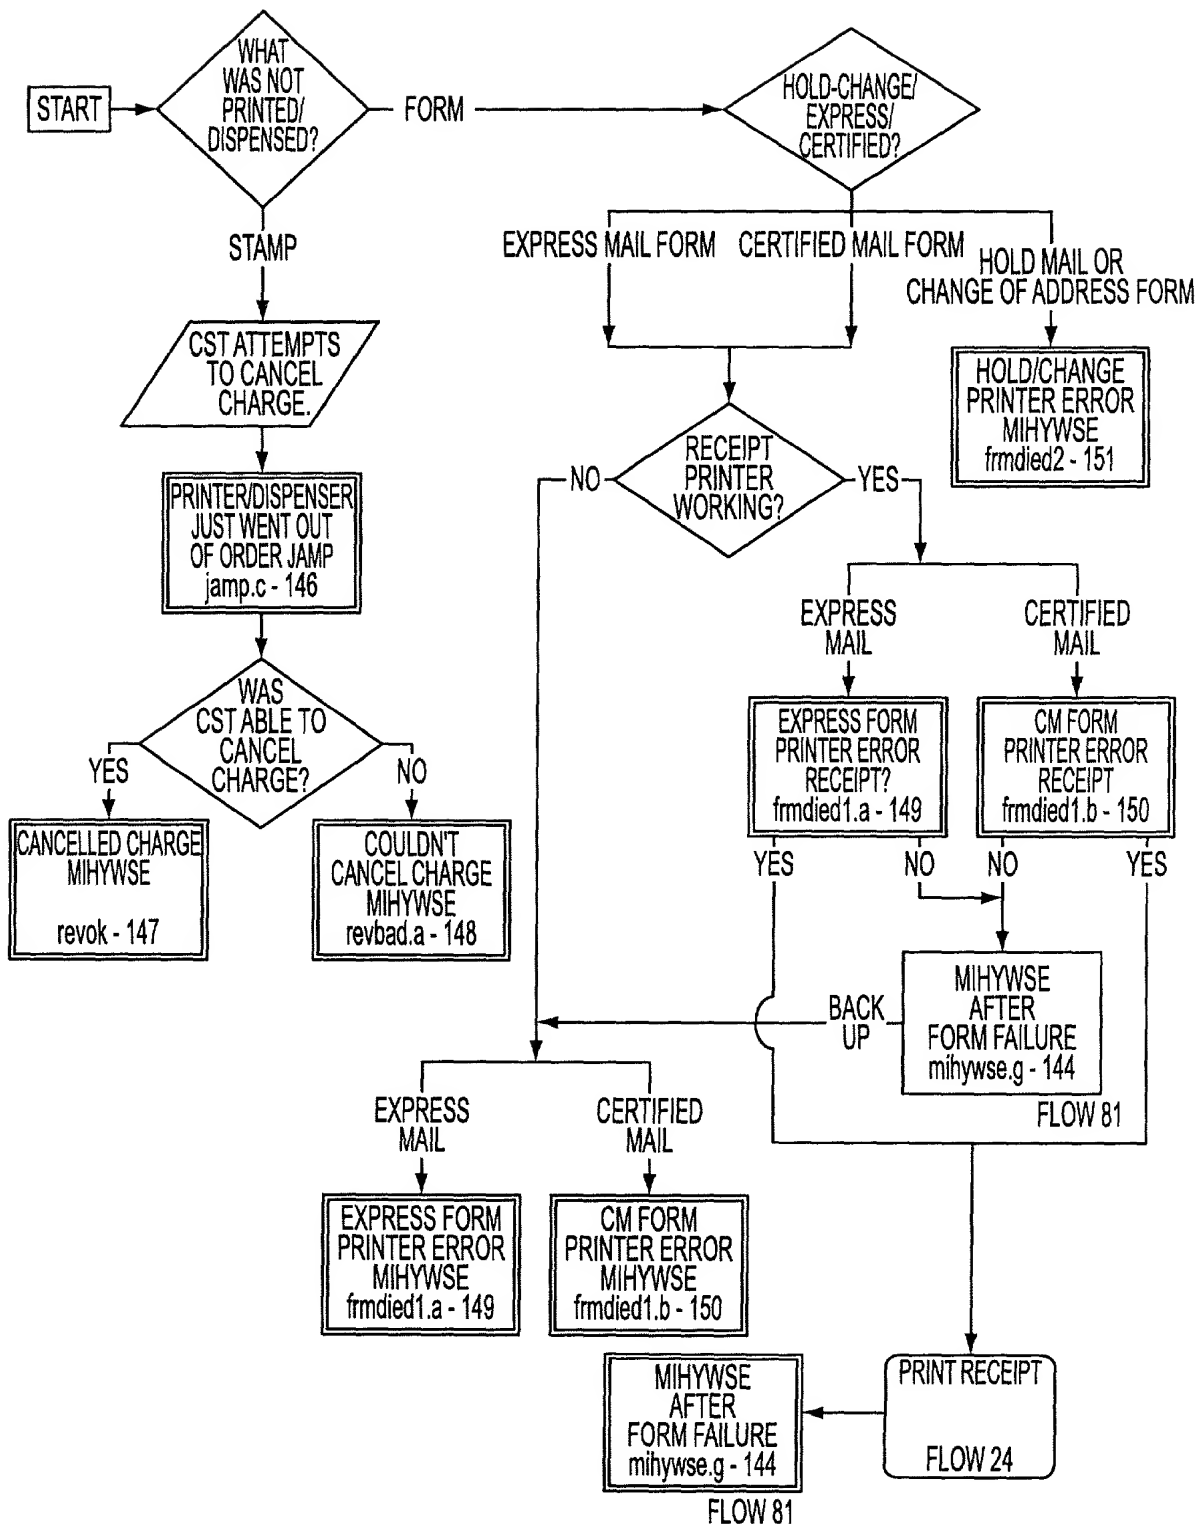 START
WHAT
WAS NOT
PRINTED/
DISPENSED?
FORM
HOLD-CHANGE/
EXPRESS/
CERTIFIED?
STAMP
EXPRESS MAIL FORM
CERTIFIED MAIL FORM
HOLD MAIL OR
CHANGE OF ADDRESS FORM
CST ATTEMPTS
TO CANCEL
CHARGE.
HOLD/CHANGE
PRINTER ERROR
MIHYWSE
frmdied2 - 151
RECEIPT
PRINTER
WORKING?
NO
YES
PRINTER/DISPENSER
JUST WENT OUT
OF ORDER JAMP
jamp.c - 146
EXPRESS
MAIL
CERTIFIED
MAIL
WAS
CST ABLE TO
CANCEL
CHARGE?
YES
NO
EXPRESS FORM
PRINTER ERROR
RECEIPT?
frmdied1.a - 149
CM FORM
PRINTER ERROR
RECEIPT
frmdied1.b - 150
CANCELLED CHARGE
MIHYWSE
revok - 147
COULDN'T
CANCEL CHARGE
MIHYWSE
revbad.a - 148
YES
NO
NO
YES
MIHYWSE
AFTER
FORM FAILURE
mihywse.g - 144
FLOW 81
BACK
UP
EXPRESS
MAIL
CERTIFIED
MAIL
EXPRESS FORM
PRINTER ERROR
MIHYWSE
frmdied1.a - 149
CM FORM
PRINTER ERROR
MIHYWSE
frmdied1.b - 150
MIHYWSE
AFTER
FORM FAILURE
mihywse.g - 144
FLOW 81
PRINT RECEIPT
FLOW 24